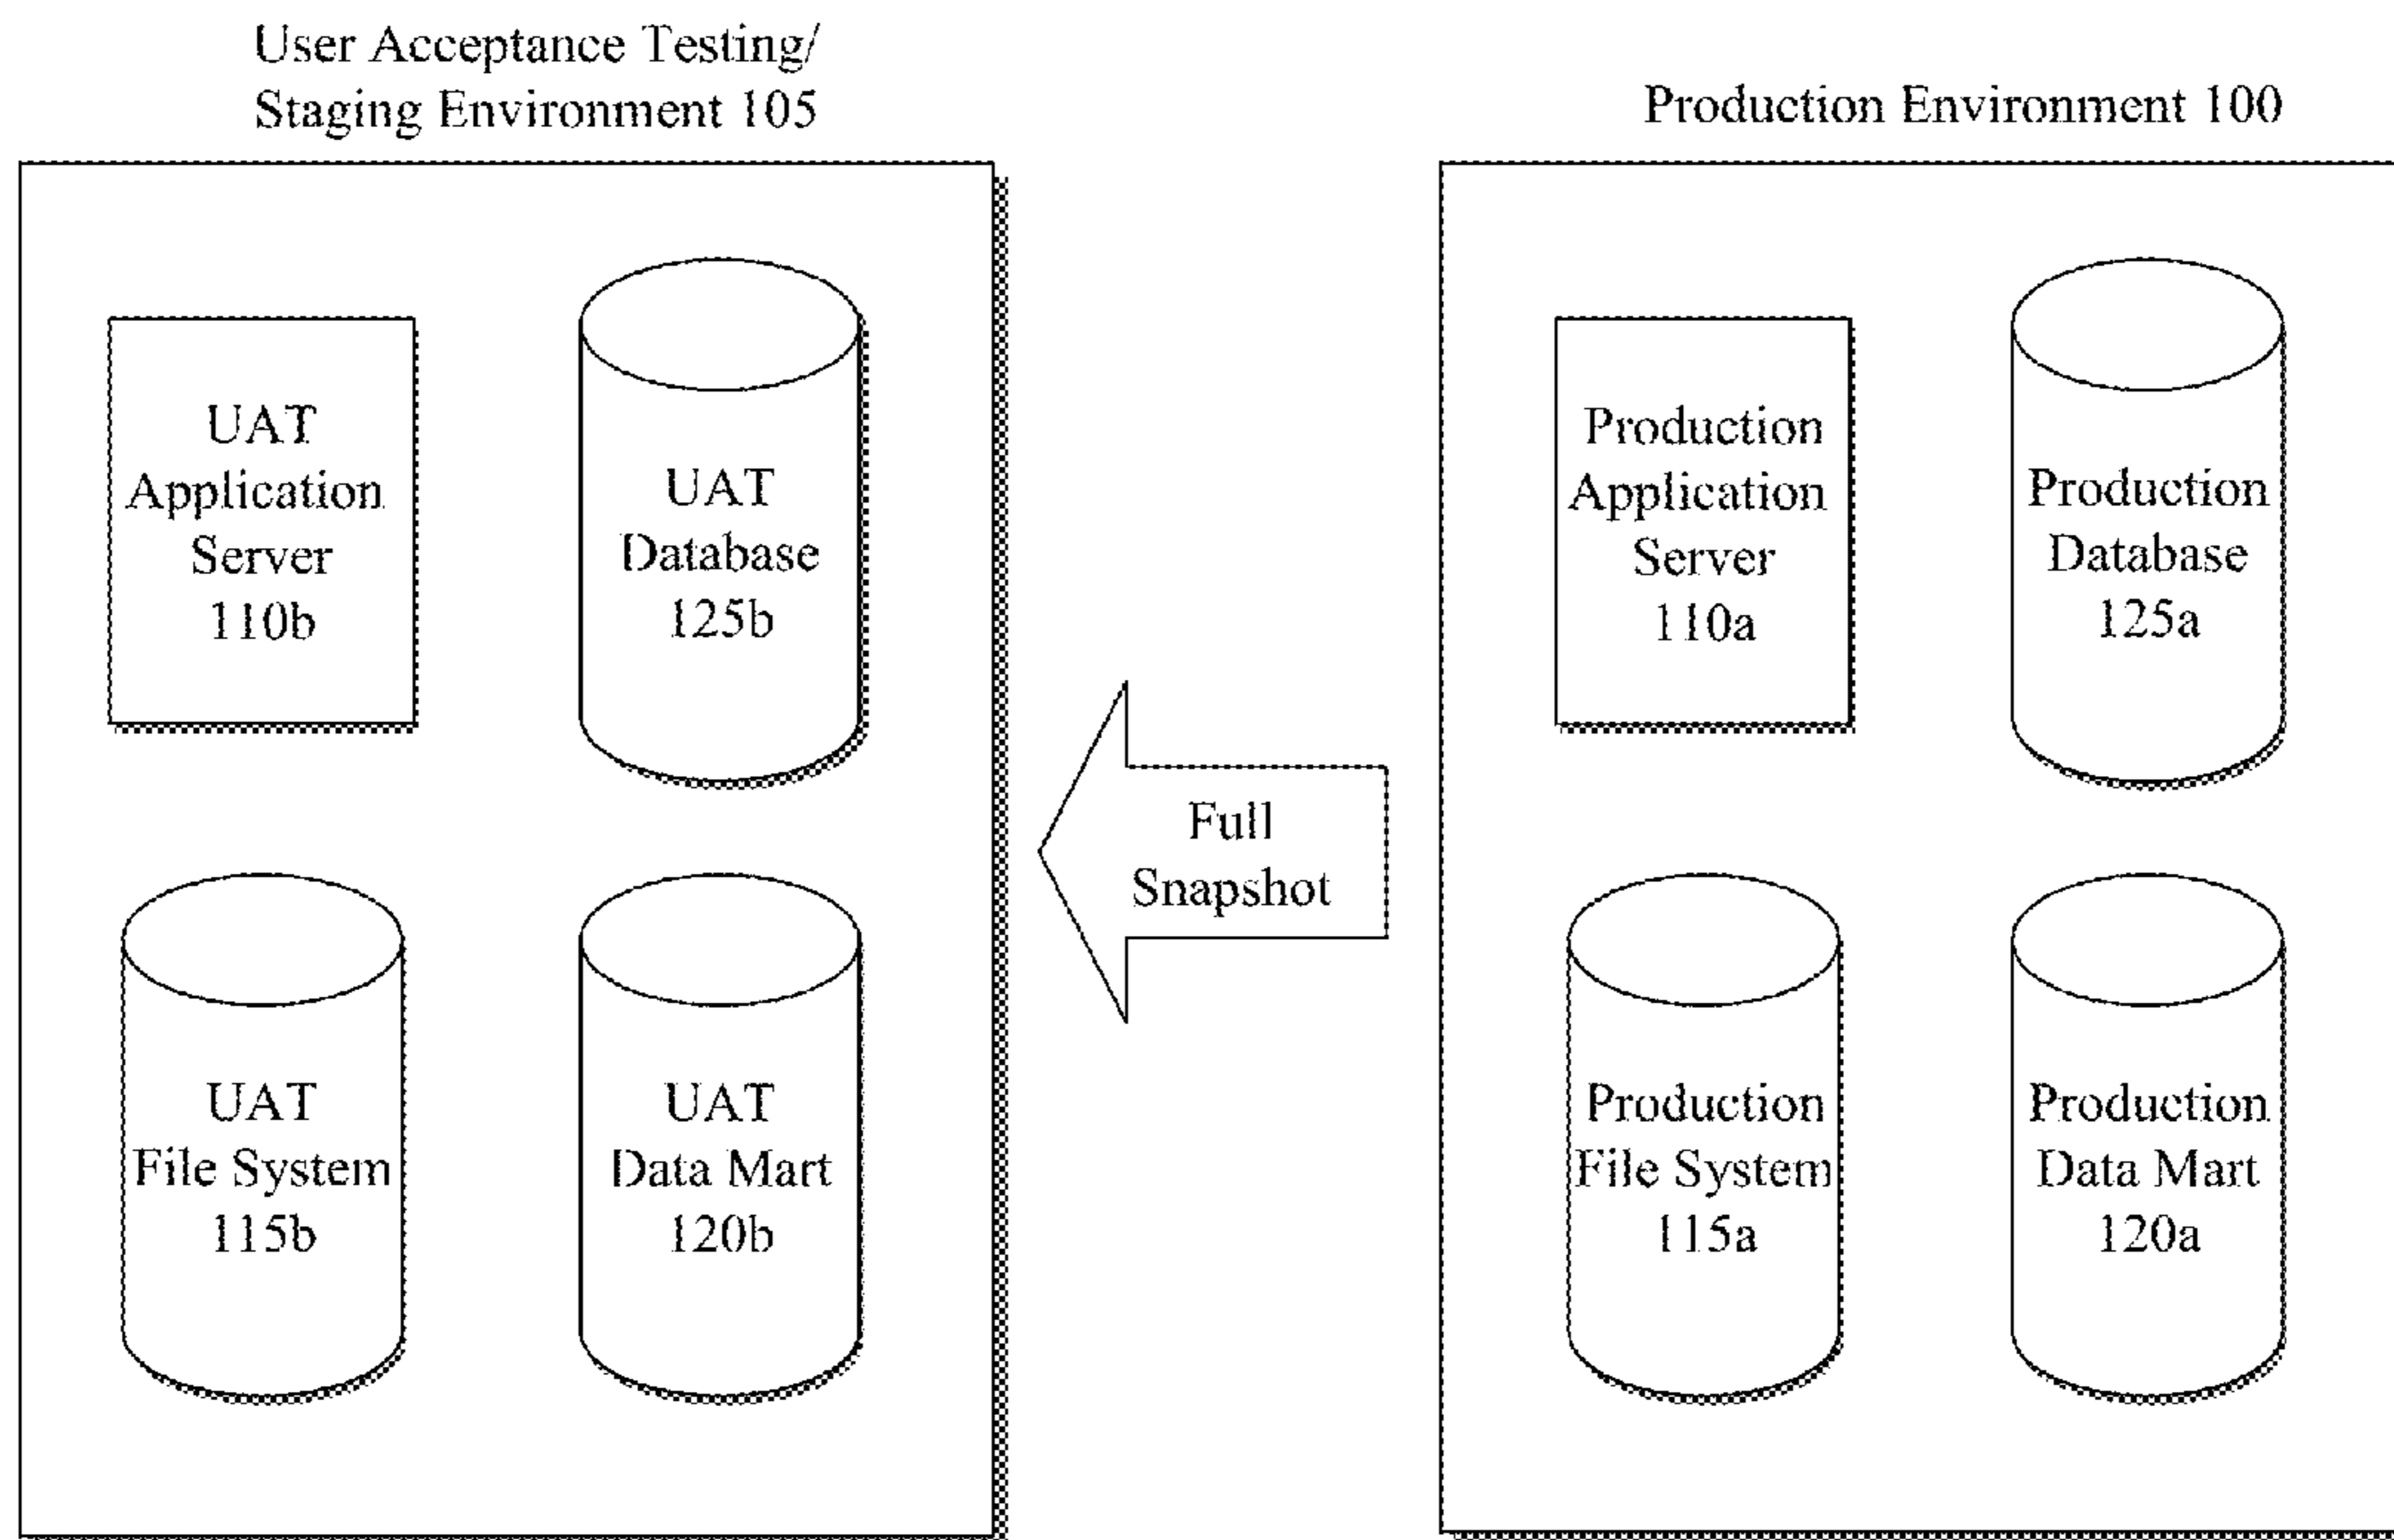 User Acceptance Testing/
Staging Environment 105
Production Environment 100
UAT
Application
Server
110b
UAT
Database
125b
Production
Application
Server
110a
Production
Database
125a
Full
Snapshot
UAT
File System
115b
UAT
Data Mart
120b
Production
File System
115a
Production
Data Mart
120a